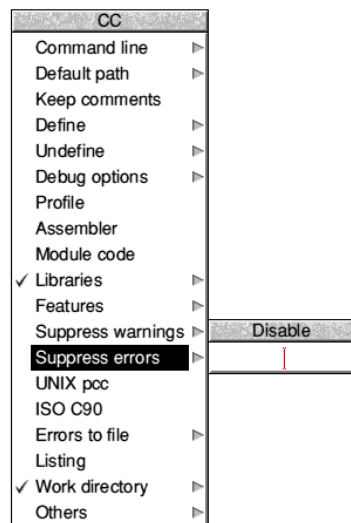 CC
Command line
Default path
Keep comments
Define
Undefine
Debug options
Profile
Assembler
Module code
Libraries
Features
Suppress warnings
Disable
Suppress errors
UNIX pcc
ISO C90
Errors to file
Listing
Work directory
Others